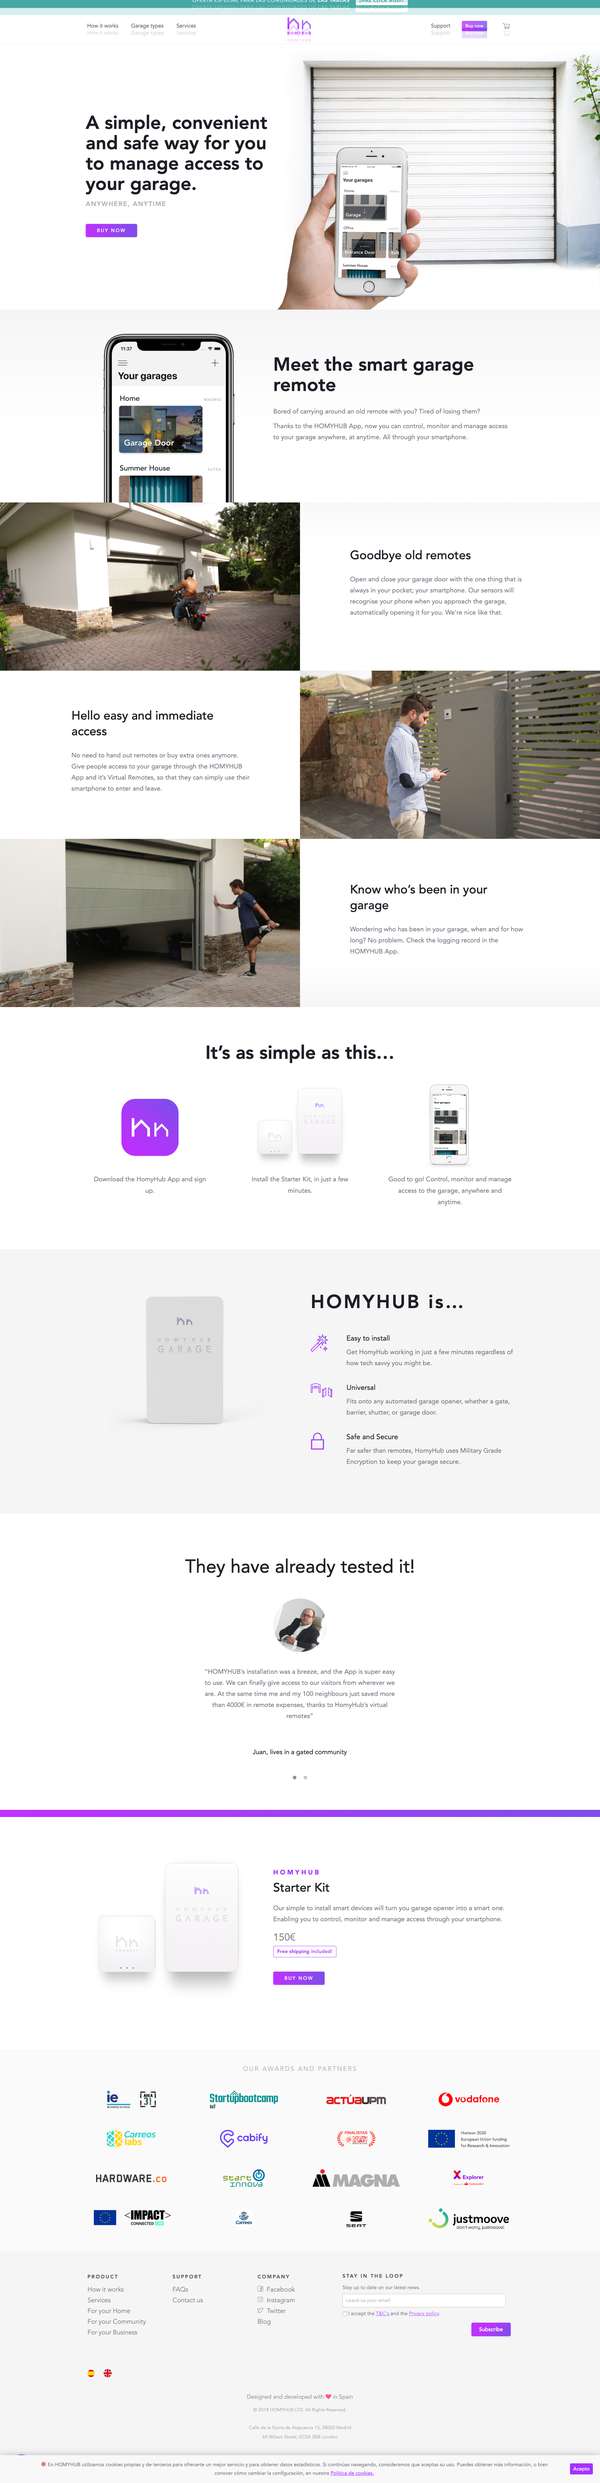 OFERTA ESPECIAL PARA LAS COMUNIDADES DE LAS TABLAS
How it works Garage types Services
Support Buy now
A simple, convenient
and safe way for you
to manage access to
your garage.
ANYWHERE, ANYTIME
BUY NOW
Your garages
Home
Garage
Office
Entrance Door
Summer House
11:37
Your garages
Home
Garage Door
Summer House
Meet the smart garage
remote
Bored of carrying around an old remote with you? Tired of losing them?
Thanks to the HOMYHUB App, now you can control, monitor and manage access
to your garage anywhere, at anytime. All through your smartphone.
Goodbye old remotes
Open and close your garage door with the one thing that is
always in your pocket; your smartphone. Our sensors will
recognise your phone when you approach the garage,
automatically opening it for you. We're nice like that.
Hello easy and immediate
access
No need to hand out remotes or buy extra ones anymore.
Give people access to your garage through the HOMYHUB
App and it's Virtual Remotes, so that they can simply use their
smartphone to enter and leave.
Know who's been in your
garage
Wondering who has been in your garage, when and for how
long? No problem. Check the logging record in the
HOMYHUB App.
It's as simple as this...
Download the HomyHub App and sign
up.
Install the Starter Kit, in just a few
minutes.
Good to go! Control, monitor and manage
access to the garage, anywhere and
anytime.
HOMYHUB
GARAGE
HOMYHUB is...
Easy to install
Get HomyHub working in just a few minutes regardless of
how tech savvy you might be.
Universal
Fits onto any automated garage opener, whether a gate,
barrier, shutter, or garage door.
Safe and Secure
Far safer than remotes, HomyHub uses Military Grade
Encryption to keep your garage secure.
They have already tested it!
"HOMYHUB's installation was a breeze, and the App is super easy
to use. We can finally give access to our visitors from wherever we
are. At the same time me and my 100 neighbours just saved more
than 4000€ in remote expenses, thanks to HomyHub's virtual
remotes"
Juan, lives in a gated community
HOMYHUB
GARAGE
HOMYHUB
Starter Kit
Our simple to install smart devices will turn you garage opener into a smart one.
Enabling you to control, monitor and manage access through your smartphone.
150€
Free shipping included!
BUY NOW
OUR AWARDS AND PARTNERS
ie AREA 31
Startupbootcamp
IoT
actúaupm
vodafone
Correos
labs
cabify
FINALISTAS
Horizon 2020
European Union funding
for Research & Innovation
HARDWARE.co
start
innova
MAGNA
Explorer
<IMPACT>
CONNECTED
Correos
SEAT
justmoove
don't worry, justmoove!
PRODUCT
How it works
Services
For your Home
For your Community
For your Business
SUPPORT
FAQs
Contact us
COMPANY
Facebook
Instagram
Twitter
Blog
STAY IN THE LOOP
Stay up to date on our latest news
Leave us your email
I accept the T&C's and the Privacy policy
Subscribe
Designed and developed with in Spain
© 2018 HOMYHUB LTD. All Rights Reserved.
En HOMYHUB utilizamos cookies propias y de terceros para ofrecerte un mejor servicio y para obtener datos estadísticos. Si continúas navegando, consideramos que aceptas su uso. Puedes obtener más información, o bien
conocer cómo cambiar la configuración, en nuestra Política de cookies.
Acepto